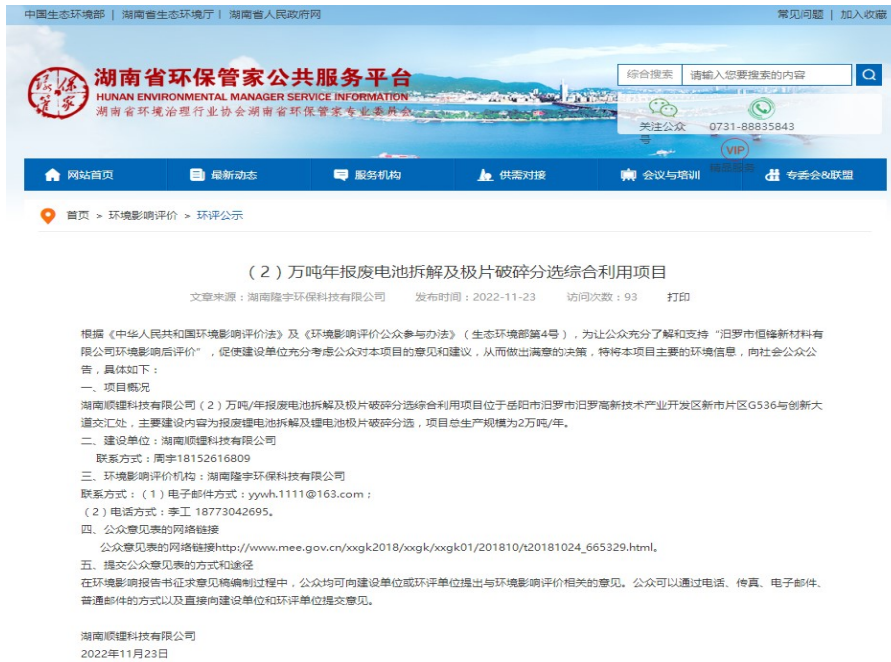 中国生态环境部 | 湖南省生态环境厅 | 湖南省人民政府网
常见问题 | 加入收藏
湖南省环保管家公共服务平台
HUNAN ENVIRONMENTAL MANAGER SERVICE INFORMATION
湖南省环境治理行业协会湖南省环保管家专业委员会
环保管家
综合搜索 请输入您要搜索的内容
关注公众号
0731-88835843
VIP
网站首页 最新动态 服务机构 供需对接 会议与培训 专委会&联盟
首页 > 环境影响评价 > 环评公示
（2）万吨年报废电池拆解及极片破碎分选综合利用项目
文章来源：湖南隆宇环保科技有限公司 发布时间：2022-11-23 访问次数：93 打印
根据《中华人民共和国环境影响评价法》及《环境影响评价公众参与办法》（生态环境部第4号），为让公众充分了解和支持“汨罗市恒锋新材料有
限公司环境影响后评价”，促使建设单位充分考虑公众对本项目的意见和建议，从而做出满意的决策，特将本项目主要的环境信息，向社会公众公
告，具体如下：
一、项目概况
湖南顺锂科技有限公司（2）万吨/年报废电池拆解及极片破碎分选综合利用项目位于岳阳市汨罗市汨罗高新技术产业开发区新市片区G536与创新大
道交汇处，主要建设内容为报废锂电池拆解及锂电池极片破碎分选，项目总生产规模为2万吨/年。
二、建设单位：湖南顺锂科技有限公司
联系方式：周宇18152616809
三、环境影响评价机构：湖南隆宇环保科技有限公司
联系方式：（1）电子邮件方式：yywh.1111@163.com；
（2）电话方式：李工 18773042695。
四、公众意见表的网络链接
公众意见表的网络链接http://www.mee.gov.cn/xxgk2018/xxgk/xxgk01/201810/t20181024_665329.html。
五、提交公众意见表的方式和途径
在环境影响报告书征求意见稿编制过程中，公众均可向建设单位或环评单位提出与环境影响评价相关的意见。公众可以通过电话、传真、电子邮件、
普通邮件的方式以及直接向建设单位和环评单位提交意见。
湖南顺锂科技有限公司
2022年11月23日